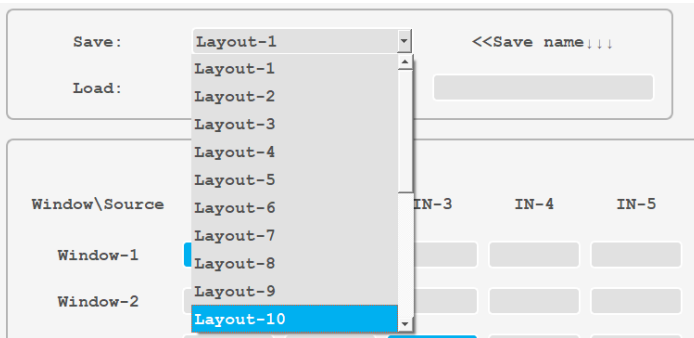 Save: Layout-1 <<Save name↓↓↓
Layout-1
Load:
Layout-2
Layout-3
Layout-4
Layout-5
Window\Source IN-3 IN-4 IN-5
Layout-6
Layout-7
Window-1
Layout-8
Layout-9
Window-2
Layout-10